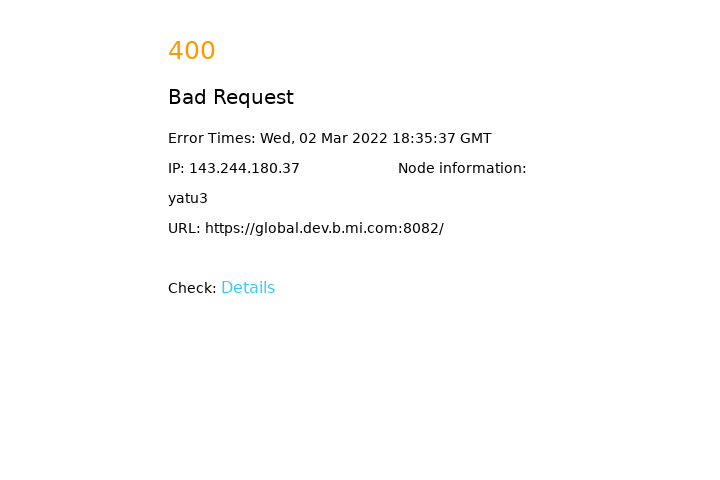 400
Bad Request
Error Times: Wed, 02 Mar 2022 18:35:37 GMT
IP: 143.244.180.37 Node information:
yatu3
URL: https://global.dev.b.mi.com:8082/
Check: Details